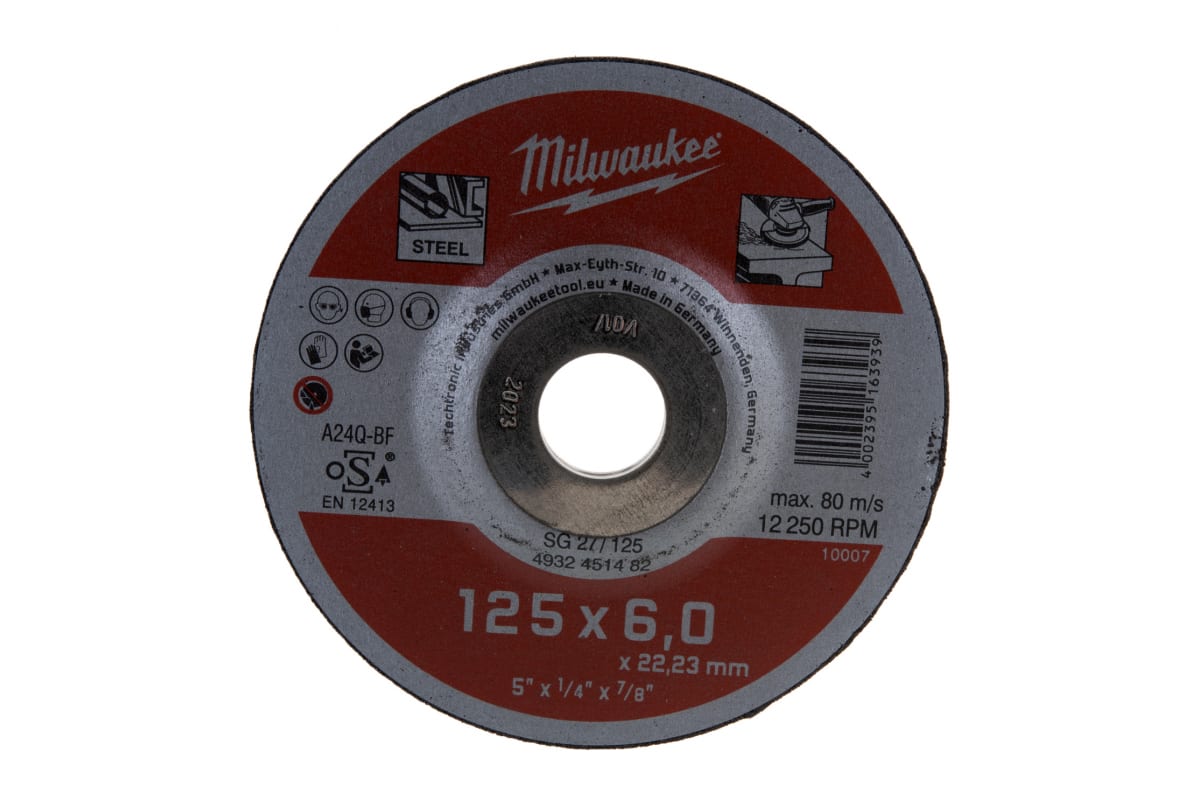 Milwaukee
STEEL
techtronic industries GmbH ★ Max-Eyth-Str. 10 ★ 71364 Winnenden, Germany
milwaukeetool.eu ★ Made in Germany
V01/
2023
A24Q-BF
oSa®
EN 12413
4 002395 163939
max. 80 m/s
12 250 RPM
10007
SG 27/125
4932 4514 82
125 x 6,0
x 22,23 mm
5" x 1/4" x 7/8"